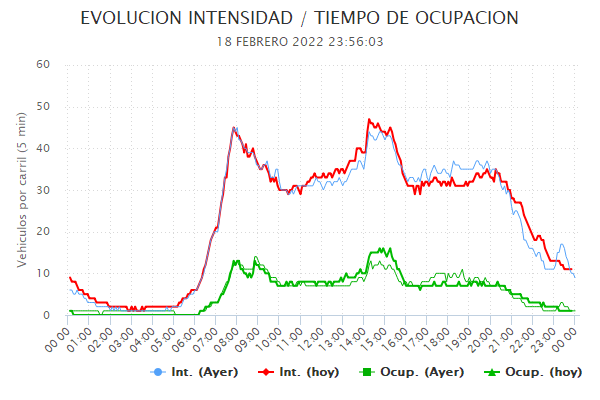 EVOLUCION INTENSIDAD / TIEMPO DE OCUPACION
18 FEBRERO 2022 23:56:03
Vehiculos por carril (5 min)
60
50
40
30
20
10
0
00:00 01:00 02:00 03:00 04:00 05:00 06:00 07:00 08:00 09:00 10:00 11:00 12:00 13:00 14:00 15:00 16:00 17:00 18:00 19:00 20:00 21:00 22:00 23:00 00:00
Int. (Ayer) Int. (hoy) Ocup. (Ayer) Ocup. (hoy)